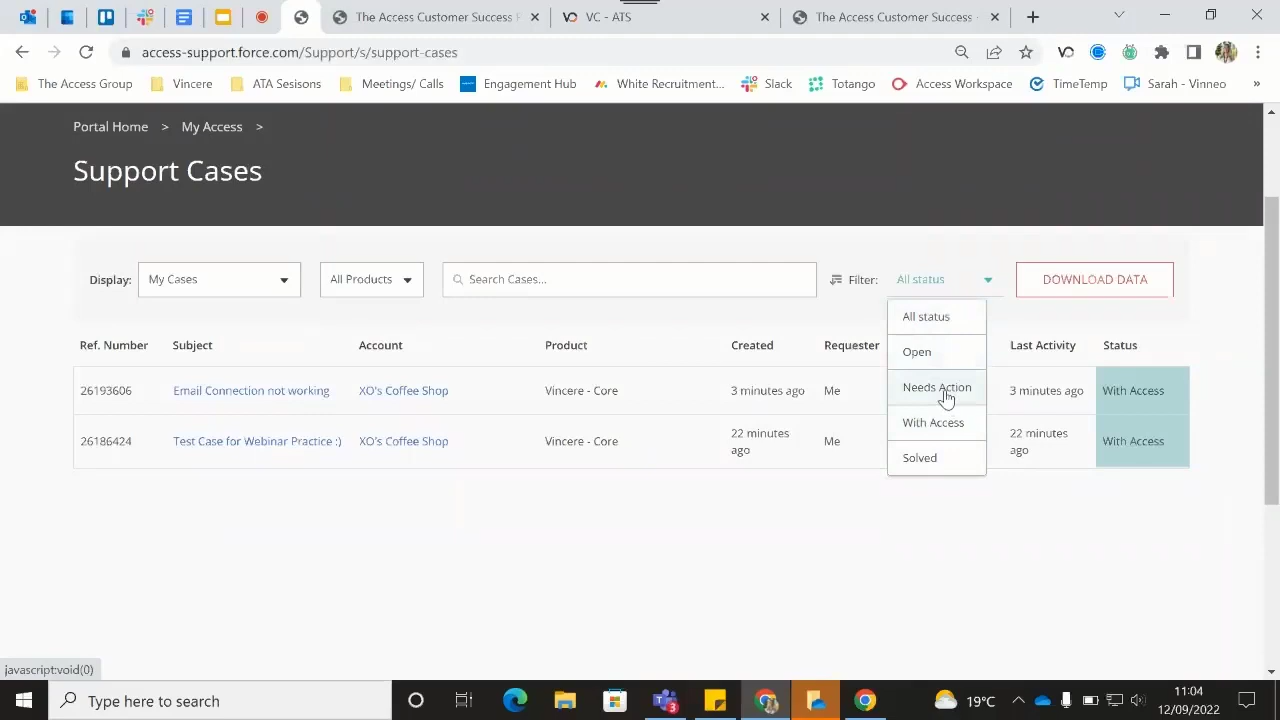 The Access Customer Success
VC - ATS
The Access Customer Success
access-support.force.com/Support/s/support-cases
The Access Group
Vincere
ATA Sesisons
Meetings/ Calls
Engagement Hub
White Recruitment...
Slack
Totango
Access Workspace
TimeTemp
Sarah - Vinneo
»
Portal Home > My Access >
Support Cases
Display:
My Cases
All Products
Search Cases...
Filter:
All status
DOWNLOAD DATA
All status
Open
Needs Action
With Access
Solved
Ref. Number Subject Account Product Created Requester Last Activity Status
26193606 Email Connection not working XO's Coffee Shop Vincere - Core 3 minutes ago Me 3 minutes ago With Access
26186424 Test Case for Webinar Practice :) XO's Coffee Shop Vincere - Core 22 minutes ago Me 22 minutes ago With Access
javascript:void(0)
Type here to search
3
19°C
11:04
12/09/2022